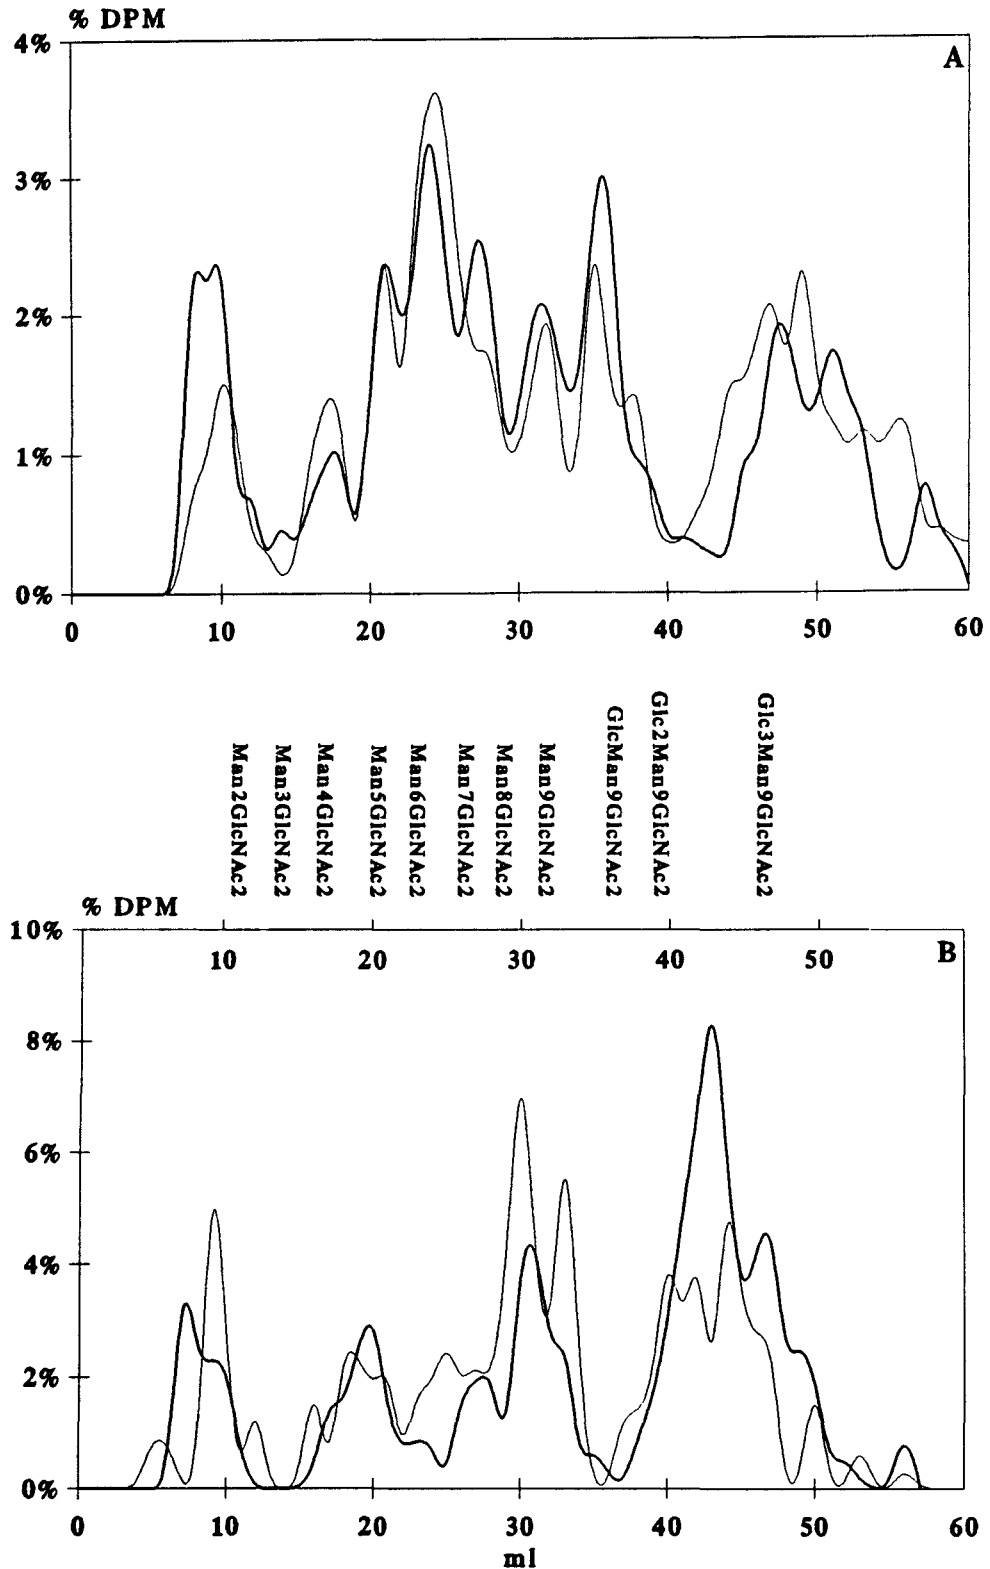 % DPM
4%
A
3%
2%
1%
0%
0 10 20 30 40 50 60
Man2GlcNAc2
Man3GlcNAc2
Man4GlcNAc2
Man5GlcNAc2
Man6GlcNAc2
Man7GlcNAc2
Man8GlcNAc2
Man9GlcNAc2
GlcMan9GlcNAc2
Glc2Man9GlcNAc2
Glc3Man9GlcNAc2
% DPM
10%
B
10 20 30 40 50
8%
6%
4%
2%
0%
0 10 20 30 40 50 60
ml